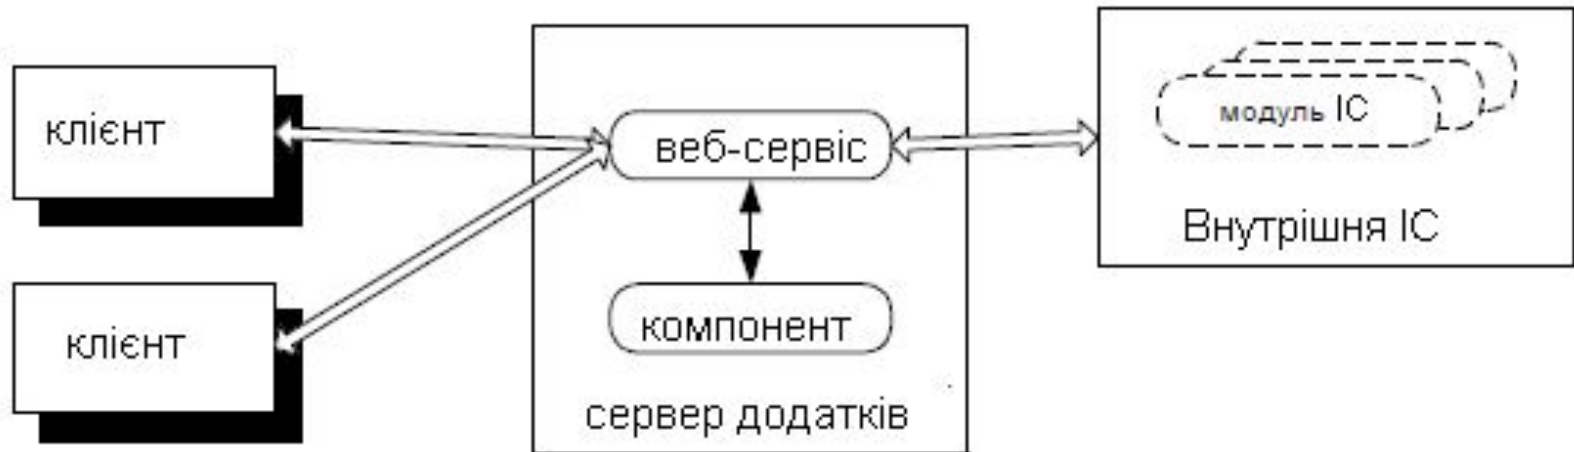 клієнт
клієнт
веб-сервіс
компонент
сервер додатків
модуль ІС
Внутрішня ІС